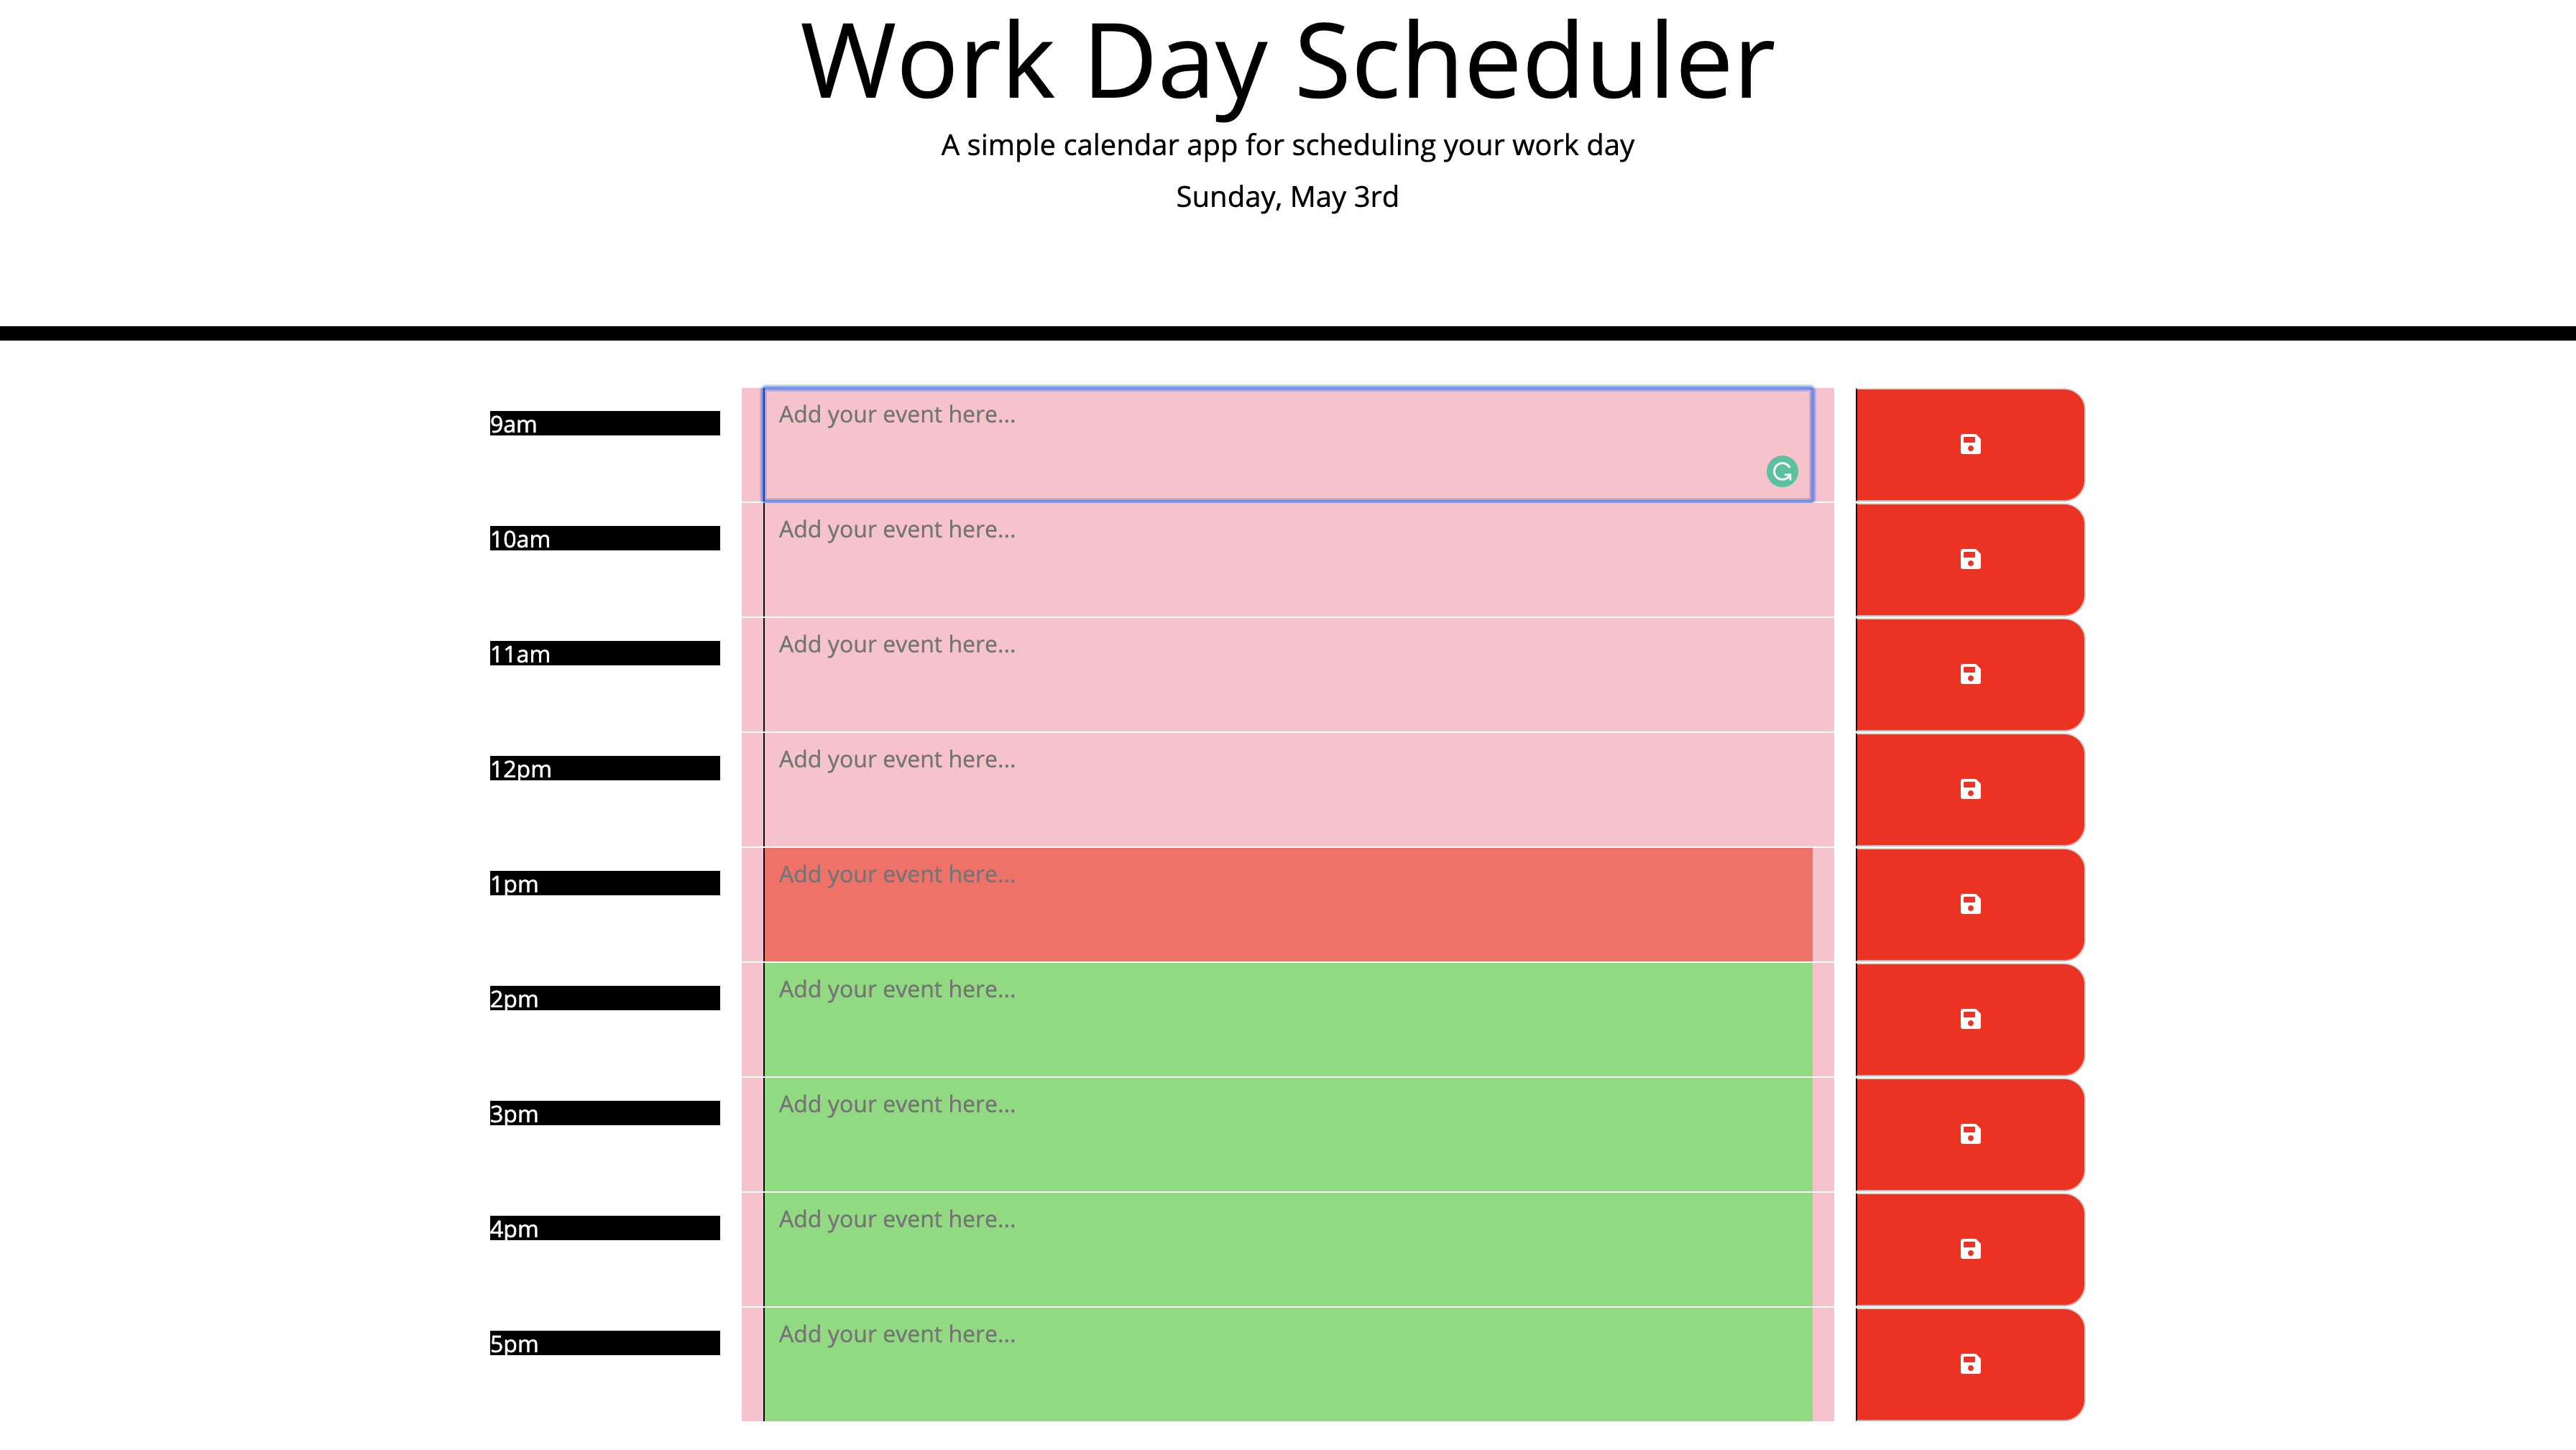 Work Day Scheduler
A simple calendar app for scheduling your work day
Sunday, May 3rd
9am
Add your event here...
10am
Add your event here...
11am
Add your event here...
12pm
Add your event here...
1pm
Add your event here...
2pm
Add your event here...
3pm
Add your event here...
4pm
Add your event here...
5pm
Add your event here...